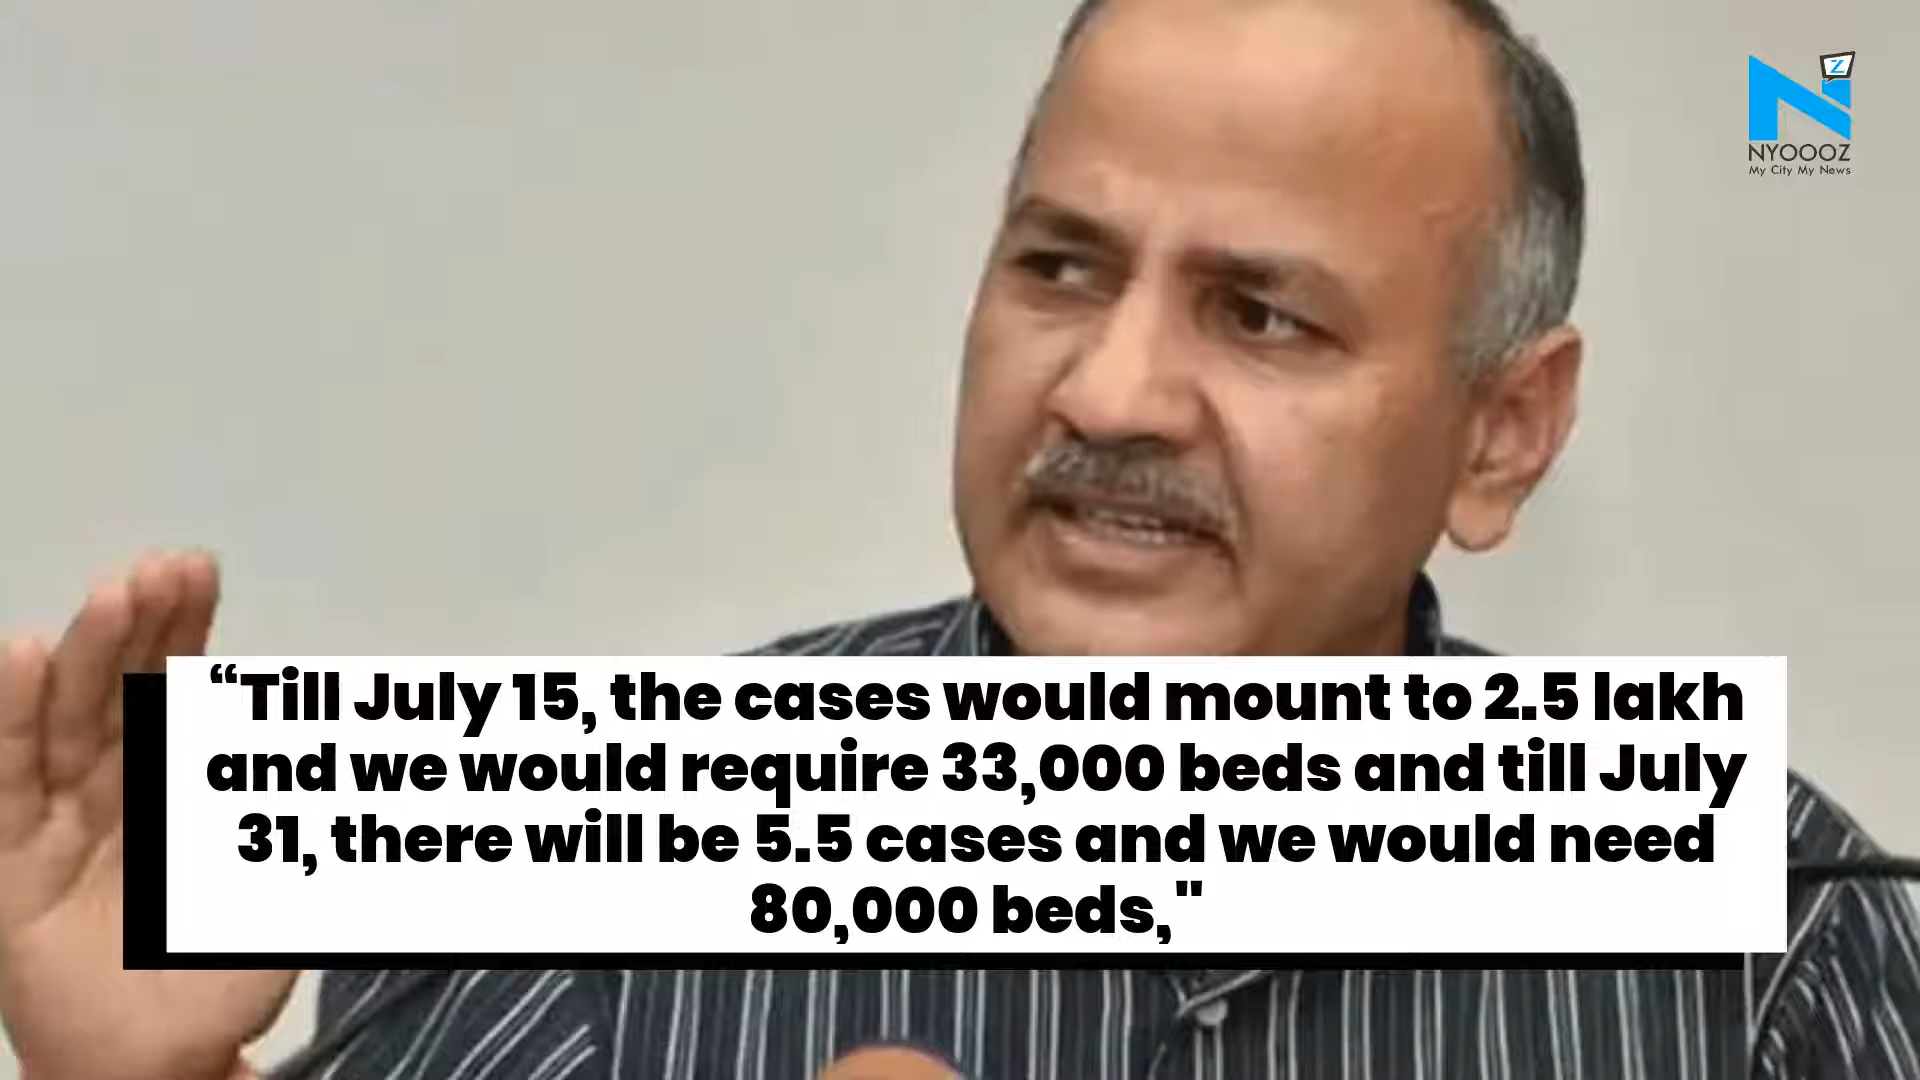 Z
NYOOOZ
My City My News
“Till July 15, the cases would mount to 2.5 lakh
and we would require 33,000 beds and till July
31, there will be 5.5 cases and we would need
80,000 beds,"